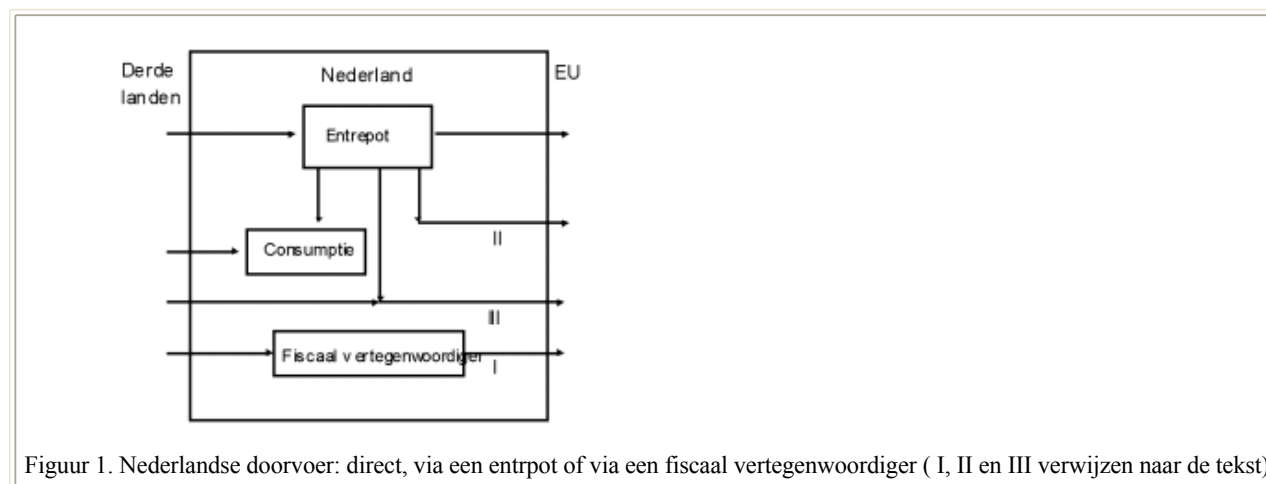 Derde
landen
Nederland
EU
Entrepot
II
Consumptie
III
Fiscaal vertegenwoordiger
I
Figuur 1. Nederlandse doorvoer: direct, via een entrpot of via een fiscaal vertegenwoordiger ( I, II en III verwijzen naar de tekst)